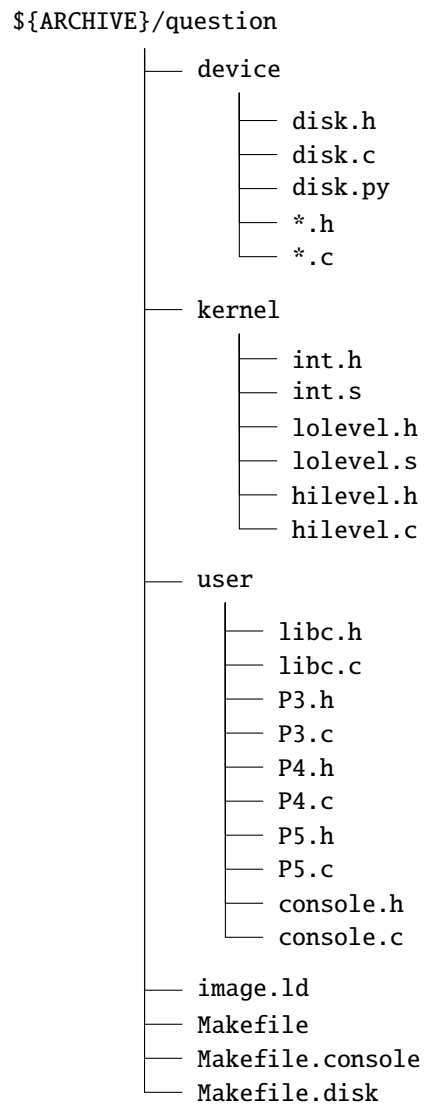 ${ARCHIVE}/question
device
disk.h
disk.c
disk.py
*.h
*.c
kernel
int.h
int.s
lolevel.h
lolevel.s
hilevel.h
hilevel.c
user
libc.h
libc.c
P3.h
P3.c
P4.h
P4.c
P5.h
P5.c
console.h
console.c
image.ld
Makefile
Makefile.console
Makefile.disk